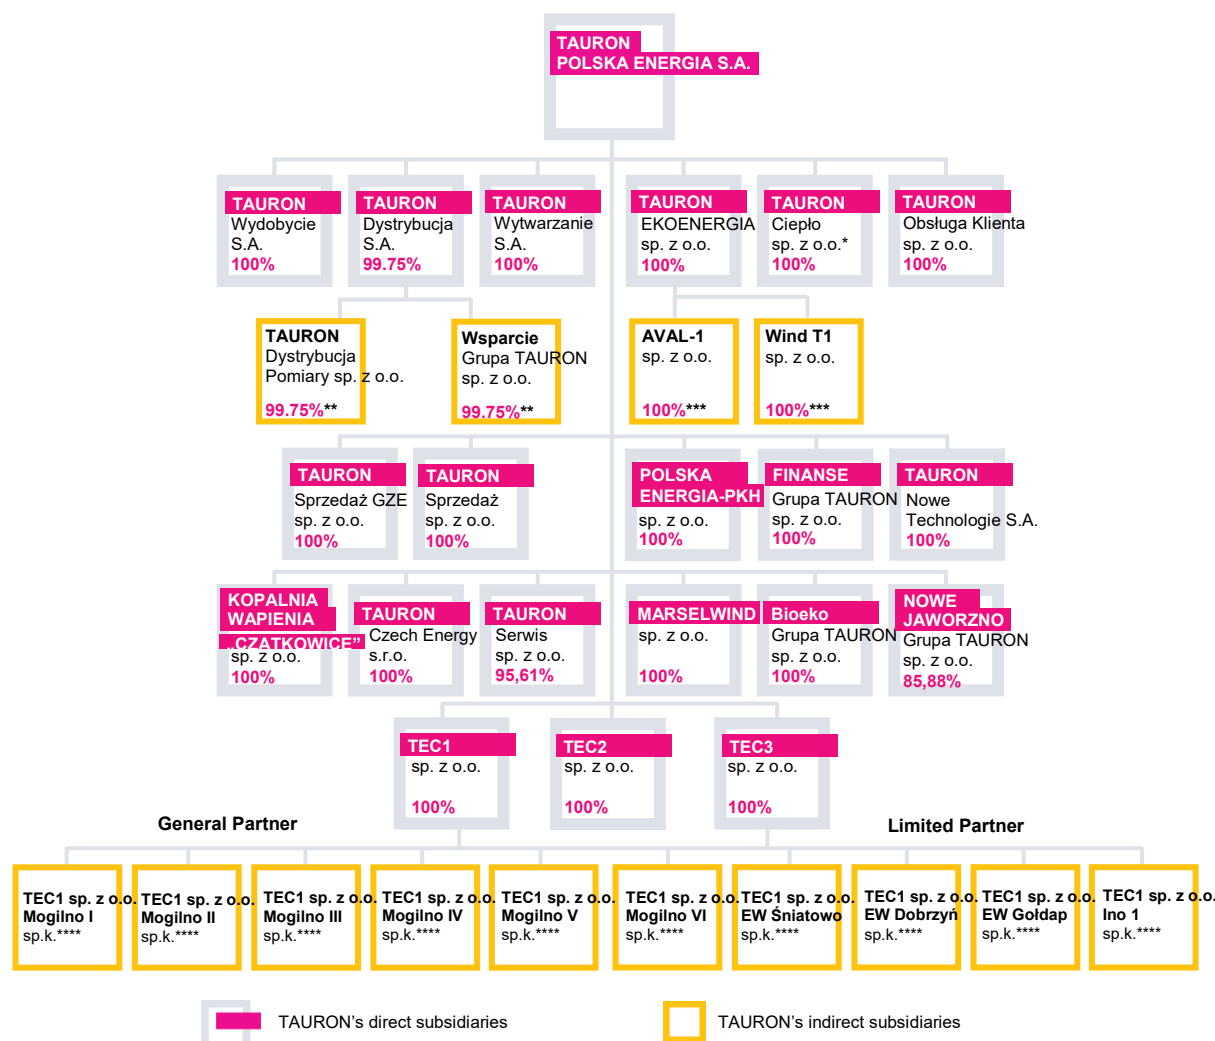 TAURON
POLSKA ENERGIA S.A.
TAURON
Wydobycie
S.A.
100%
TAURON
Dystrybucja
S.A.
99.75%
TAURON
Wytwarzanie
S.A.
100%
TAURON
EKOENERGIA
sp. z o.o.
100%
TAURON
Ciepło
sp. z o.o.*
100%
TAURON
Obsługa Klienta
sp. z o.o.
100%
TAURON
Dystrybucja
Pomiary sp. z o.o.
99.75%**
Wsparcie
Grupa TAURON
sp. z o.o.
99.75%**
AVAL-1
sp. z o.o.
100%***
Wind T1
sp. z o.o.
100%***
TAURON
Sprzedaż GZE
sp. z o.o.
100%
TAURON
Sprzedaż
sp. z o.o.
100%
POLSKA
ENERGIA-PKH
sp. z o.o.
100%
FINANSE
Grupa TAURON
sp. z o.o.
100%
TAURON
Nowe
Technologie S.A.
100%
KOPALNIA
WAPIENIA
„CZATKOWICE”
sp. z o.o.
100%
TAURON
Czech Energy
s.r.o.
100%
TAURON
Serwis
sp. z o.o.
95,61%
MARSELWIND
sp. z o.o.
100%
Bioeko
Grupa TAURON
sp. z o.o.
100%
NOWE
JAWORZNO
Grupa TAURON
sp. z o.o.
85,88%
TEC1
sp. z o.o.
100%
TEC2
sp. z o.o.
100%
TEC3
sp. z o.o.
100%
General Partner
Limited Partner
TEC1 sp. z o.o.
Mogilno I
sp.k.****
TEC1 sp. z o.o.
Mogilno II
sp.k.****
TEC1 sp. z o.o.
Mogilno III
sp.k.****
TEC1 sp. z o.o.
Mogilno IV
sp.k.****
TEC1 sp. z o.o.
Mogilno V
sp.k.****
TEC1 sp. z o.o.
Mogilno VI
sp.k.****
TEC1 sp. z o.o.
EW Śniatowo
sp.k.****
TEC1 sp. z o.o.
EW Dobrzyń
sp.k.****
TEC1 sp. z o.o.
EW Gołdap
sp.k.****
TEC1 sp. z o.o.
Ino 1
sp.k.****
TAURON's direct subsidiaries
TAURON's indirect subsidiaries